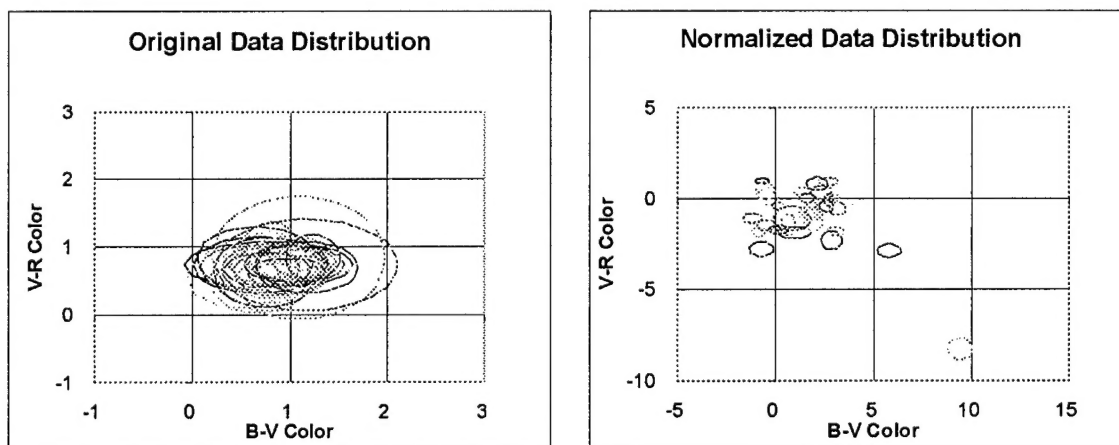 Original Data Distribution
3
2
1
0
-1
V-R Color
-1 0 1 2 3
B-V Color
Normalized Data Distribution
5
0
-5
-10
V-R Color
-5 0 5 10 15
B-V Color